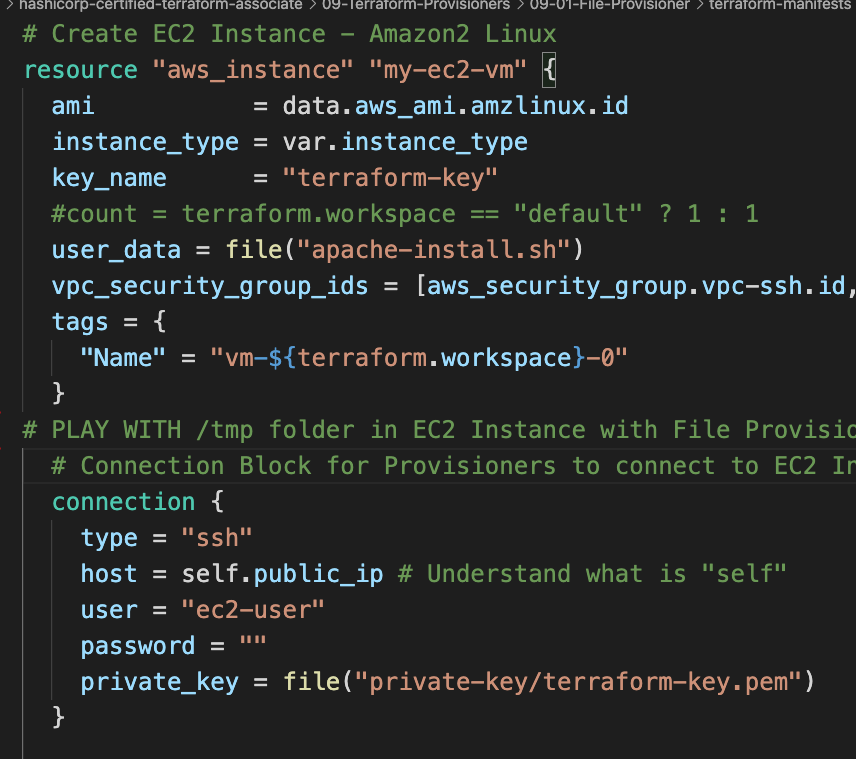 hashicorp-certified-terraform-associate > 09-Terraform-Provisioners > 09-01-File-Provisioner > terraform-manifests
# Create EC2 Instance - Amazon2 Linux
resource "aws_instance" "my-ec2-vm" {
ami = data.aws_ami.amzlinux.id
instance_type = var.instance_type
key_name = "terraform-key"
#count = terraform.workspace == "default" ? 1 : 1
user_data = file("apache-install.sh")
vpc_security_group_ids = [aws_security_group.vpc-ssh.id,
tags = {
"Name" = "vm-${terraform.workspace}-0"
}
# PLAY WITH /tmp folder in EC2 Instance with File Provisio
# Connection Block for Provisioners to connect to EC2 In
connection {
type = "ssh"
host = self.public_ip # Understand what is "self"
user = "ec2-user"
password = ""
private_key = file("private-key/terraform-key.pem")
}